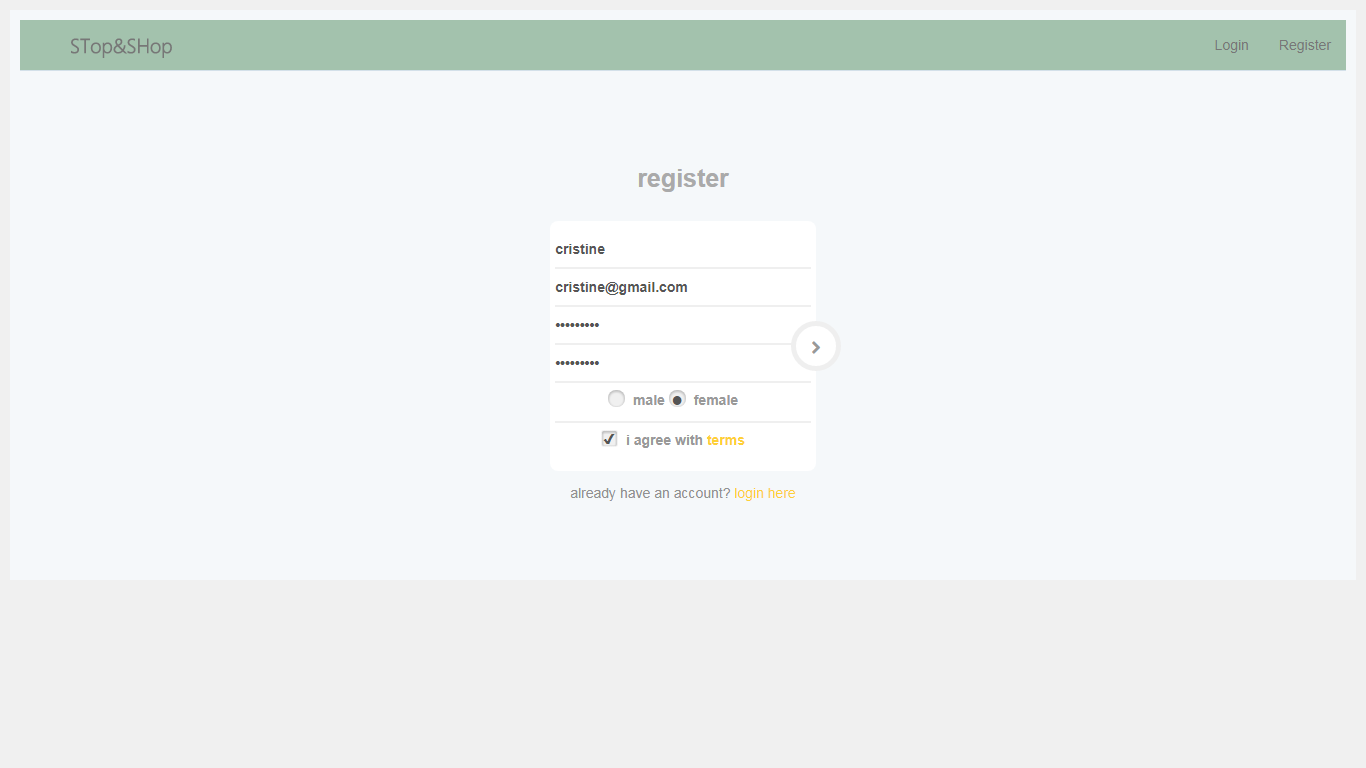 STop&SHop Login Register
register
cristine
cristine@gmail.com
•••••••••
•••••••••
male female
i agree with terms
already have an account? login here